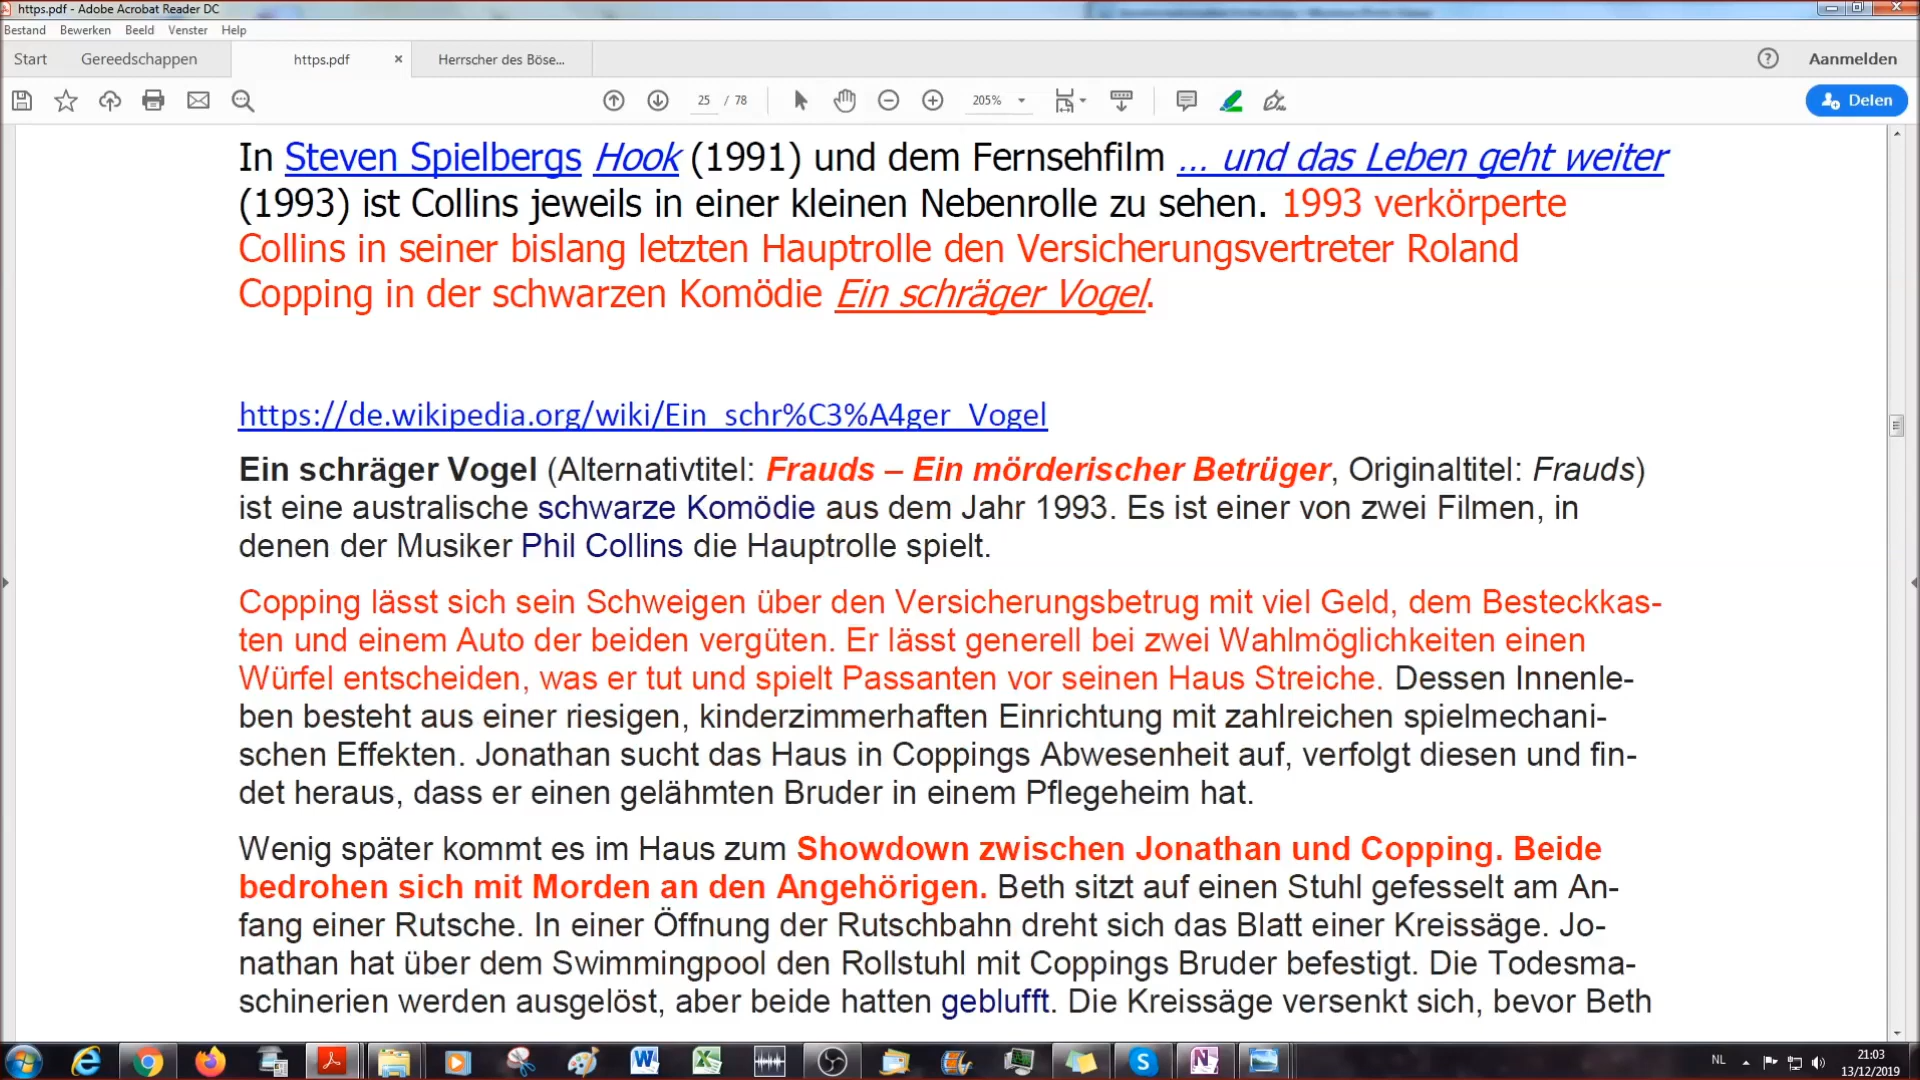 https.pdf - Adobe Acrobat Reader DC
Bestand Bewerken Beeld Venster Help
Start Gereedschappen https.pdf × Herrscher des Böse... ? Aanmelden
25 / 78 205% Delen
In Steven Spielbergs Hook (1991) und dem Fernsehfilm ... und das Leben geht weiter
(1993) ist Collins jeweils in einer kleinen Nebenrolle zu sehen. 1993 verkörperte
Collins in seiner bislang letzten Hauptrolle den Versicherungsvertreter Roland
Copping in der schwarzen Komödie Ein schräger Vogel.
https://de.wikipedia.org/wiki/Ein_schr%C3%A4ger_Vogel
Ein schräger Vogel (Alternativtitel: Frauds – Ein mörderischer Betrüger, Originaltitel: Frauds)
ist eine australische schwarze Komödie aus dem Jahr 1993. Es ist einer von zwei Filmen, in
denen der Musiker Phil Collins die Hauptrolle spielt.
Copping lässt sich sein Schweigen über den Versicherungsbetrug mit viel Geld, dem Besteckkas-
ten und einem Auto der beiden vergüten. Er lässt generell bei zwei Wahlmöglichkeiten einen
Würfel entscheiden, was er tut und spielt Passanten vor seinen Haus Streiche. Dessen Innenle-
ben besteht aus einer riesigen, kinderzimmerhaften Einrichtung mit zahlreichen spielmechani-
schen Effekten. Jonathan sucht das Haus in Coppings Abwesenheit auf, verfolgt diesen und fin-
det heraus, dass er einen gelähmten Bruder in einem Pflegeheim hat.
Wenig später kommt es im Haus zum Showdown zwischen Jonathan und Copping. Beide
bedrohen sich mit Morden an den Angehörigen. Beth sitzt auf einen Stuhl gefesselt am An-
fang einer Rutsche. In einer Öffnung der Rutschbahn dreht sich das Blatt einer Kreissäge. Jo-
nathan hat über dem Swimmingpool den Rollstuhl mit Coppings Bruder befestigt. Die Todesma-
schinerien werden ausgelöst, aber beide hatten geblufft. Die Kreissäge versenkt sich, bevor Beth
NL 21:03
13/12/2019